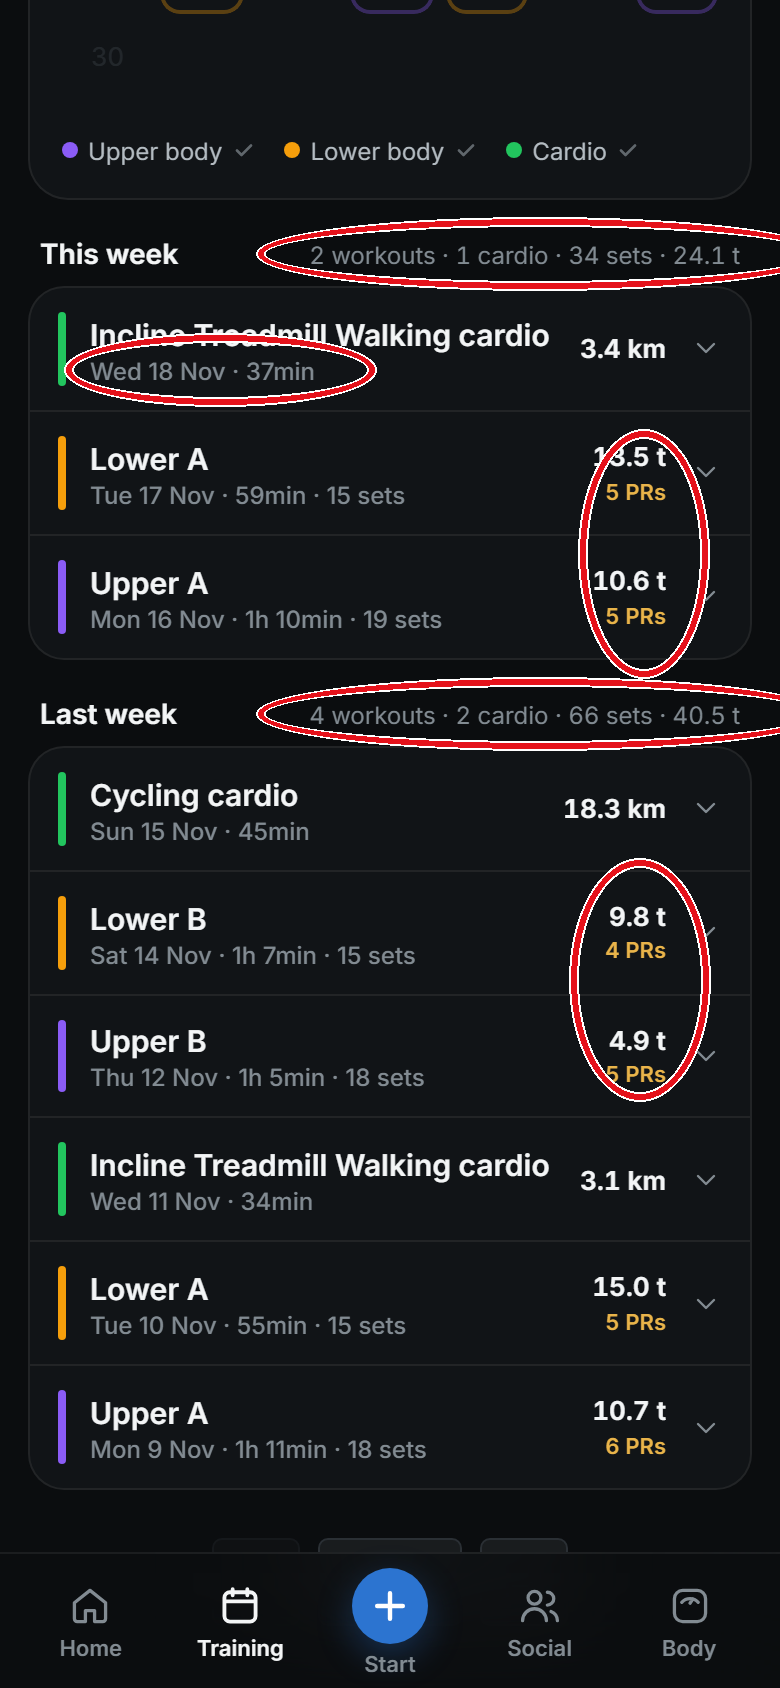 30
Upper body
Lower body
Cardio
This week
2 workouts · 1 cardio · 34 sets · 24.1 t
Incline Treadmill Walking cardio
3.4 km
Wed 18 Nov · 37min
Lower A
13.5 t
Tue 17 Nov · 59min · 15 sets
5 PRs
Upper A
10.6 t
Mon 16 Nov · 1h 10min · 19 sets
5 PRs
Last week
4 workouts · 2 cardio · 66 sets · 40.5 t
Cycling cardio
18.3 km
Sun 15 Nov · 45min
Lower B
9.8 t
Sat 14 Nov · 1h 7min · 15 sets
4 PRs
Upper B
4.9 t
Thu 12 Nov · 1h 5min · 18 sets
5 PRs
Incline Treadmill Walking cardio
3.1 km
Wed 11 Nov · 34min
Lower A
15.0 t
Tue 10 Nov · 55min · 15 sets
5 PRs
Upper A
10.7 t
Mon 9 Nov · 1h 11min · 18 sets
6 PRs
Home
Training
Start
Social
Body